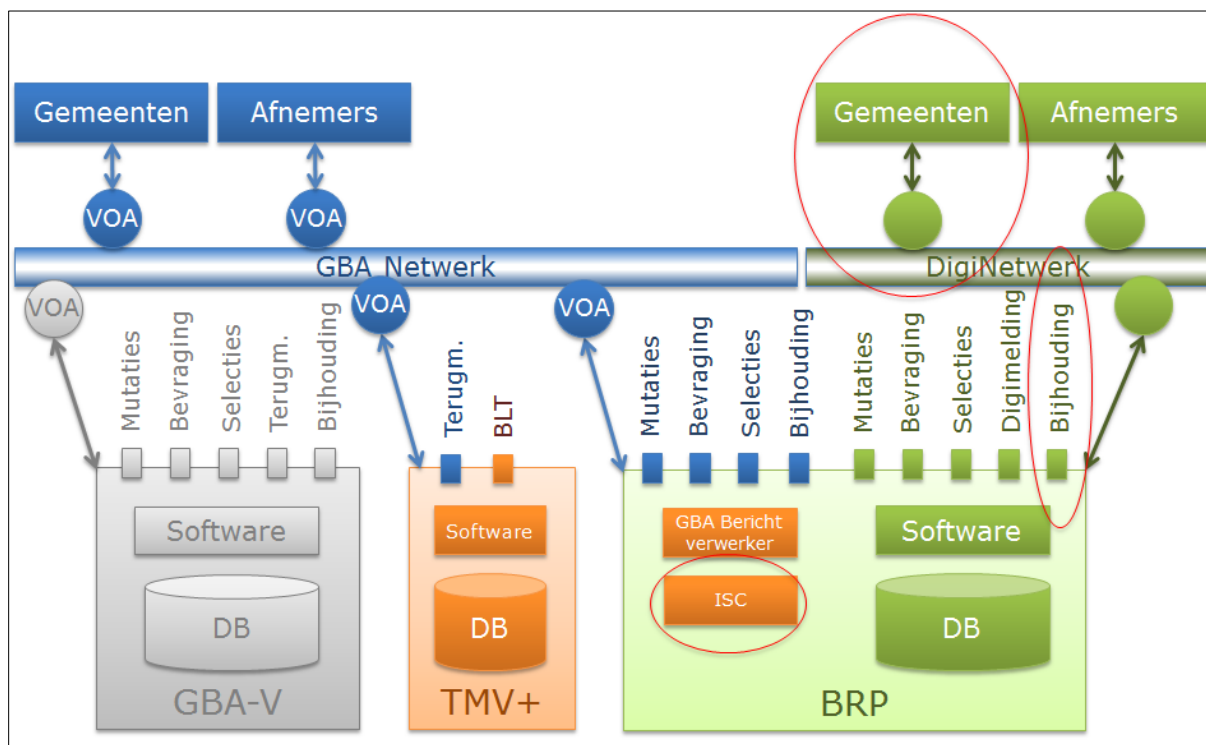 Gemeenten
Afnemers
Gemeenten
Afnemers
VOA
VOA
GBA Netwerk
DigiNetwerk
VOA
VOA
VOA
Mutaties
Bevraging
Selecties
Terugm.
Bijhouding
Terugm.
BLT
Mutaties
Bevraging
Selecties
Bijhouding
Mutaties
Bevraging
Selecties
Digimelding
Bijhouding
Software
DB
GBA-V
Software
DB
TMV+
GBA Bericht
verwerker
ISC
Software
DB
BRP